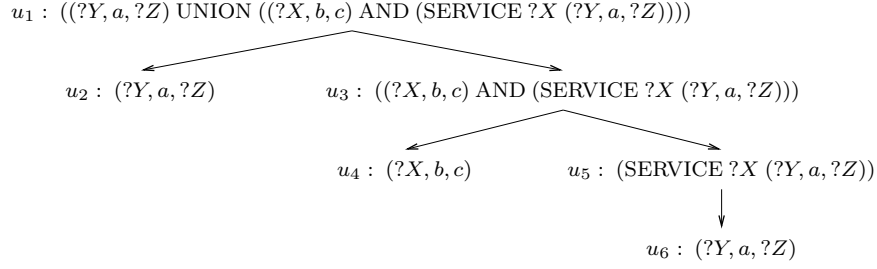 u1 : ((?Y, a, ?Z) UNION ((?X, b, c) AND (SERVICE ?X (?Y, a, ?Z))))
u2 : (?Y, a, ?Z)
u3 : ((?X, b, c) AND (SERVICE ?X (?Y, a, ?Z)))
u4 : (?X, b, c)
u5 : (SERVICE ?X (?Y, a, ?Z))
u6 : (?Y, a, ?Z)